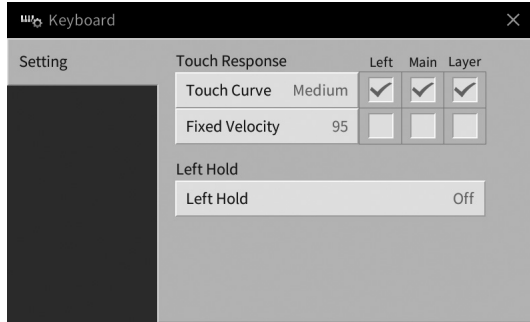 Keyboard
Setting
Touch Response Left Main Layer
Touch Curve Medium
Fixed Velocity 95
Left Hold
Left Hold Off